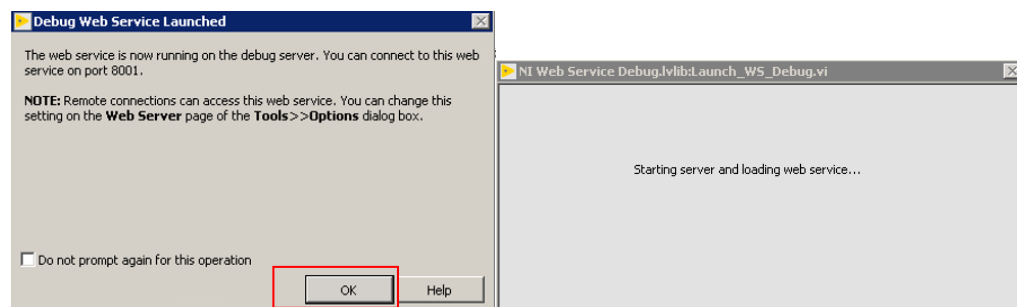 Debug Web Service Launched
The web service is now running on the debug server. You can connect to this web
service on port 8001.
NOTE: Remote connections can access this web service. You can change this
setting on the Web Server page of the Tools>>Options dialog box.
Do not prompt again for this operation
OK
Help
NI Web Service Debug.lvlib:Launch_WS_Debug.vi
Starting server and loading web service...